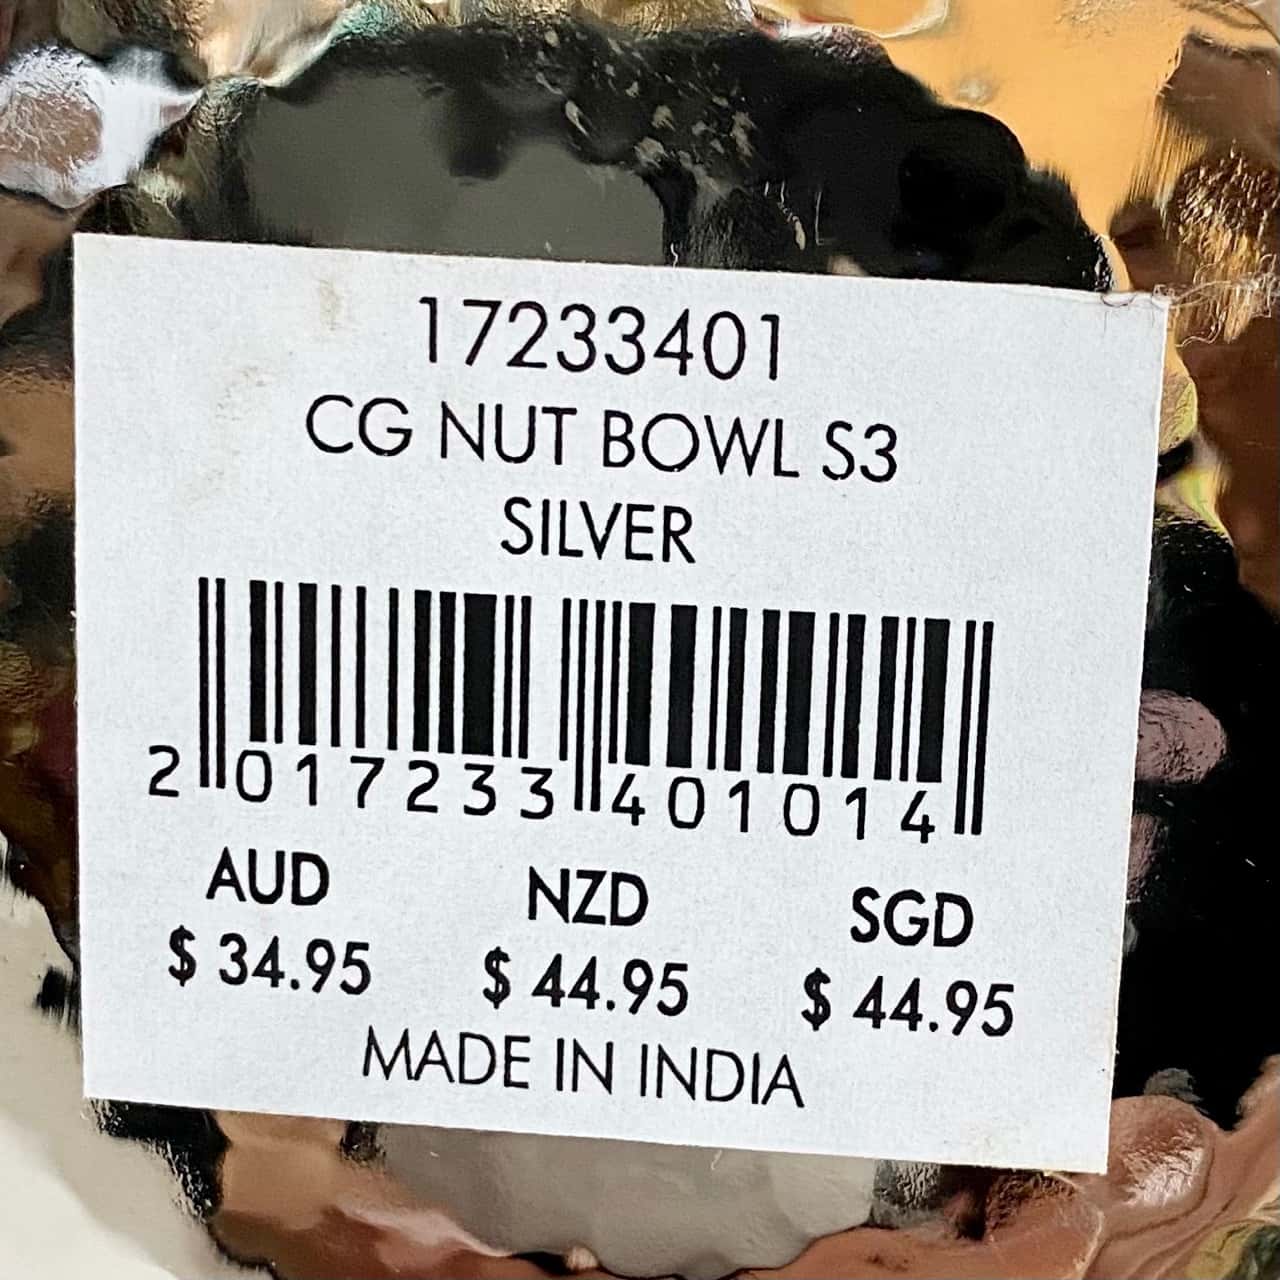 17233401
CG NUT BOWL S3
SILVER
2 017233 401014
AUD NZD SGD
$ 34.95 $ 44.95 $ 44.95
MADE IN INDIA